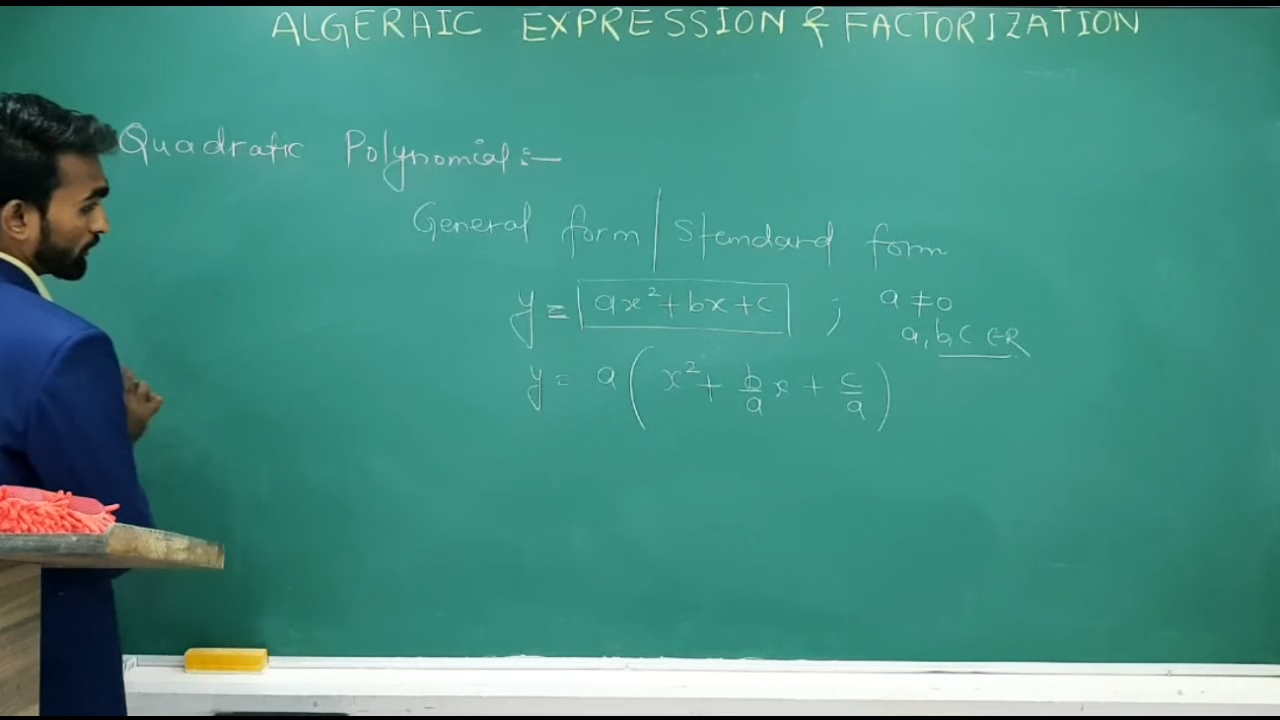 ALGERAIC EXPRESSION & FACTORIZATION
Quadratic Polynomial :-
General form | Standard form
y = ax² + bx + c ; a ≠ 0
a, b, c ∈ R
y = a ( x² + b/a x + c/a )